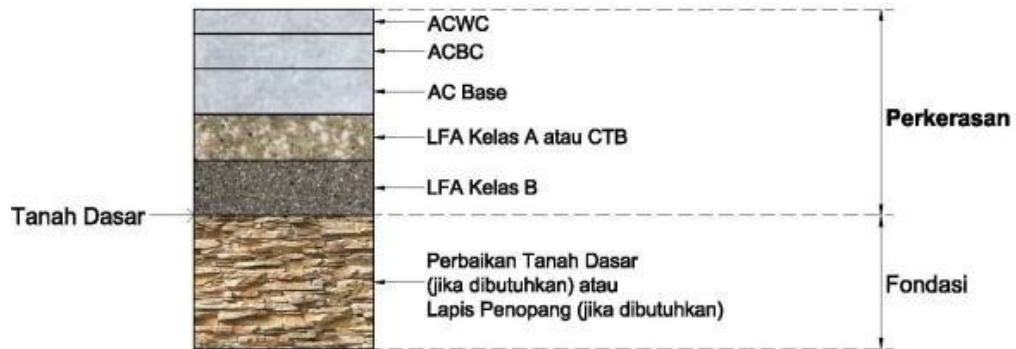 ACWC
ACBC
AC Base
Perkerasan
LFA Kelas A atau CTB
LFA Kelas B
Tanah Dasar
Perbaikan Tanah Dasar
(jika dibutuhkan) atau
Lapis Penopang (jika dibutuhkan)
Fondasi